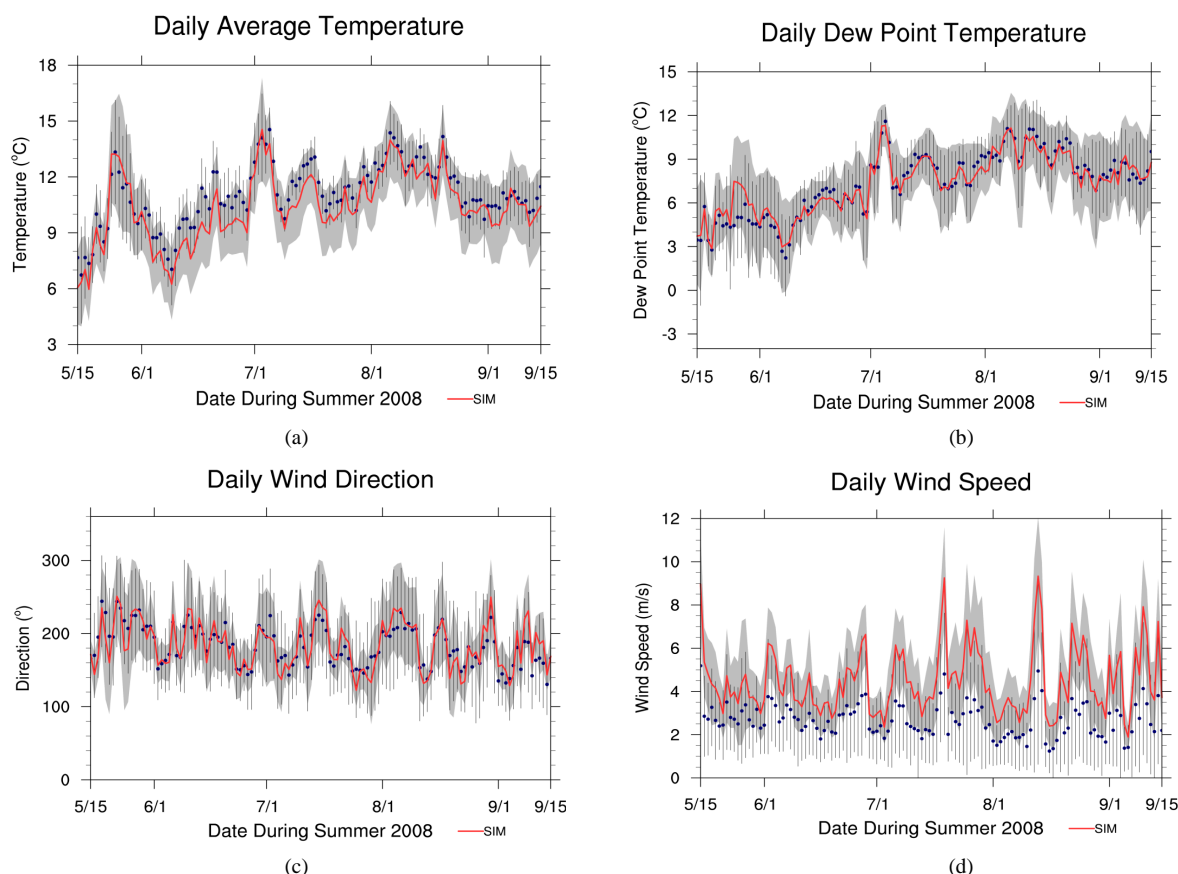 Daily Average Temperature
18
15
12
9
6
3
Temperature (°C)
5/15 6/1 7/1 8/1 9/1 9/15
Date During Summer 2008 SIM
(a)
Daily Dew Point Temperature
15
12
9
6
3
0
-3
Dew Point Temperature (°C)
5/15 6/1 7/1 8/1 9/1 9/15
Date During Summer 2008 SIM
(b)
Daily Wind Direction
300
200
100
0
Direction (°)
5/15 6/1 7/1 8/1 9/1 9/15
Date During Summer 2008 SIM
(c)
Daily Wind Speed
12
10
8
6
4
2
0
Wind Speed (m/s)
5/15 6/1 7/1 8/1 9/1 9/15
Date During Summer 2008 SIM
(d)